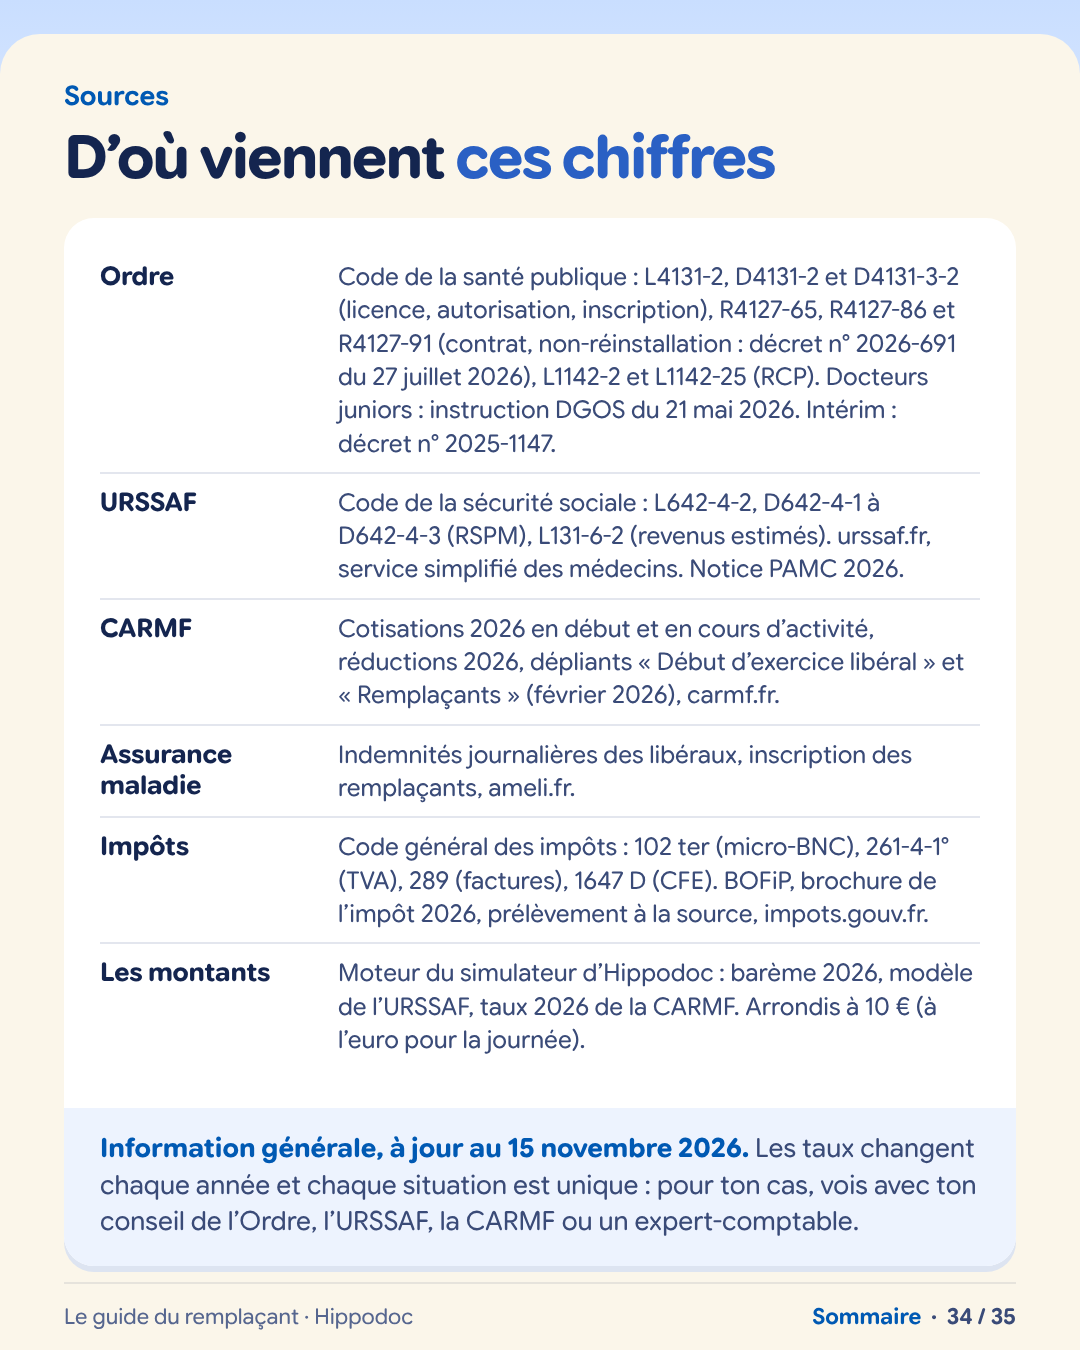 Sources
D’où viennent ces chiffres
Ordre
Code de la santé publique : L4131-2, D4131-2 et D4131-3-2
(licence, autorisation, inscription), R4127-65, R4127-86 et
R4127-91 (contrat, non-réinstallation : décret n° 2026-691
du 27 juillet 2026), L1142-2 et L1142-25 (RCP). Docteurs
juniors : instruction DGOS du 21 mai 2026. Intérim :
décret n° 2025-1147.
URSSAF
Code de la sécurité sociale : L642-4-2, D642-4-1 à
D642-4-3 (RSPM), L131-6-2 (revenus estimés). urssaf.fr,
service simplifié des médecins. Notice PAMC 2026.
CARMF
Cotisations 2026 en début et en cours d’activité,
réductions 2026, dépliants « Début d’exercice libéral » et
« Remplaçants » (février 2026), carmf.fr.
Assurance
maladie
Indemnités journalières des libéraux, inscription des
remplaçants, ameli.fr.
Impôts
Code général des impôts : 102 ter (micro-BNC), 261-4-1°
(TVA), 289 (factures), 1647 D (CFE). BOFiP, brochure de
l’impôt 2026, prélèvement à la source, impots.gouv.fr.
Les montants
Moteur du simulateur d’Hippodoc : barème 2026, modèle
de l’URSSAF, taux 2026 de la CARMF. Arrondis à 10 € (à
l’euro pour la journée).
Information générale, à jour au 15 novembre 2026. Les taux changent
chaque année et chaque situation est unique : pour ton cas, vois avec ton
conseil de l’Ordre, l’URSSAF, la CARMF ou un expert-comptable.
Le guide du remplaçant · Hippodoc
Sommaire · 34 / 35